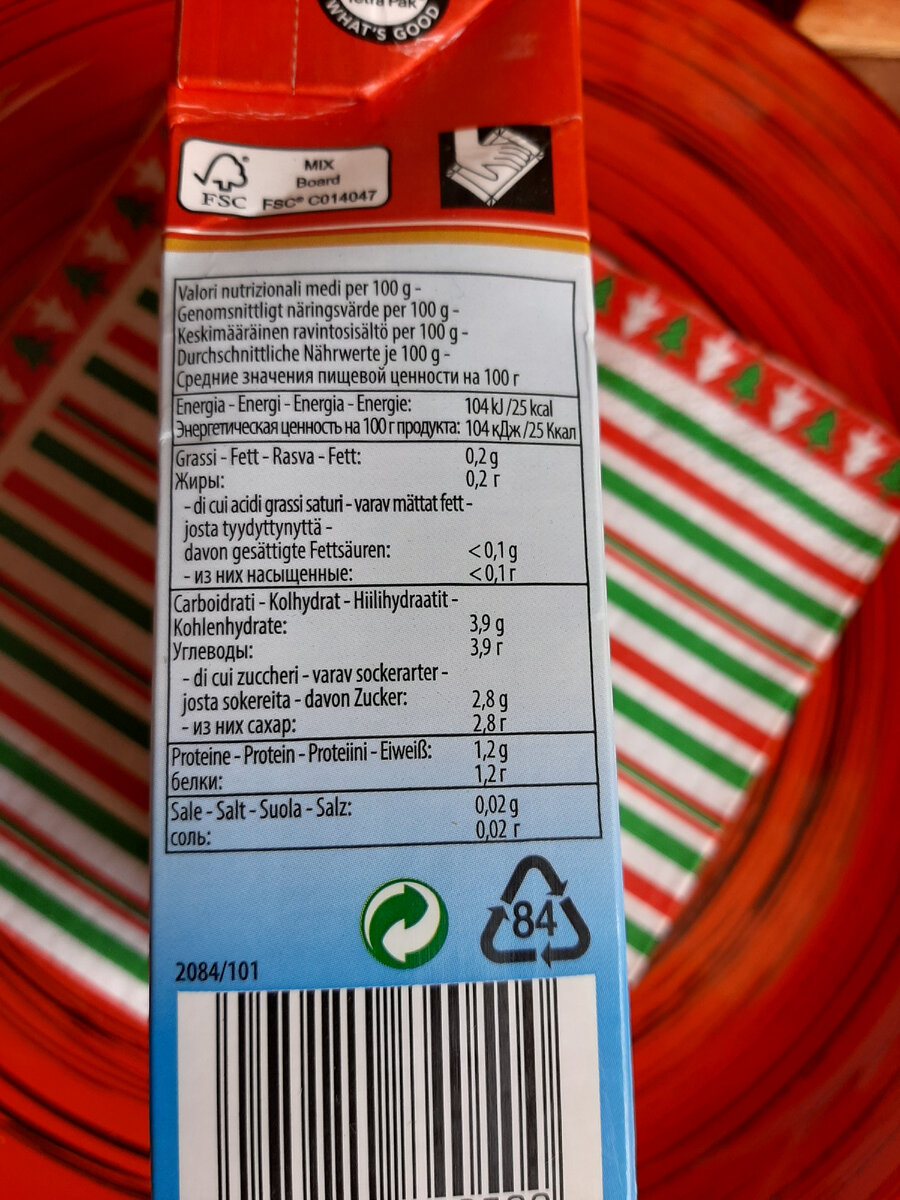 Tetra Pak
WHAT'S GOOD
MIX
Board
FSC
FSC® C014047
Valori nutrizionali medi per 100 g -
Genomsnittligt näringsvärde per 100 g -
Keskimääräinen ravintosisältö per 100 g -
Durchschnittliche Nährwerte je 100 g -
Средние значения пищевой ценности на 100 г
Energia - Energi - Energia - Energie: 104 kJ /25 kcal
Энергетическая ценность на 100 г продукта: 104 кДж /25 Ккал
Grassi - Fett - Rasva - Fett: 0,2 g
Жиры: 0,2 г
- di cui acidi grassi saturi - varav mättat fett -
josta tyydyttynyttä -
davon gesättigte Fettsäuren: <0,1 g
- из них насыщенные: <0,1 г
Carboidrati - Kolhydrat - Hiilihydraatit -
Kohlenhydrate: 3,9 g
Углеводы: 3,9 г
- di cui zuccheri - varav sockerarter -
josta sokereita - davon Zucker: 2,8 g
- из них сахар: 2,8 г
Proteine - Protein - Proteiini - Eiweiß: 1,2 g
белки: 1,2 г
Sale - Salt - Suola - Salz: 0,02 g
соль: 0,02 г
84
2084/101